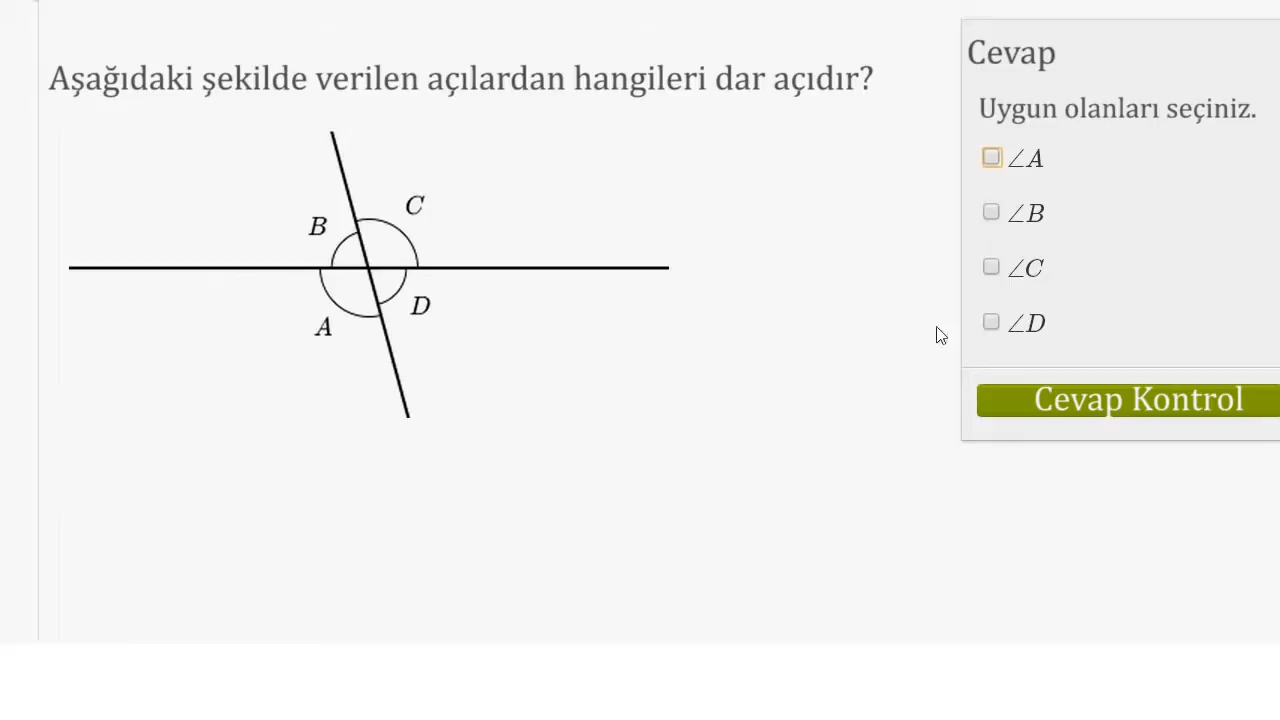 Aşağıdaki şekilde verilen açılardan hangileri dar açıdır?
B
C
A
D
Cevap
Uygun olanları seçiniz.
∠A
∠B
∠C
∠D
Cevap Kontrol